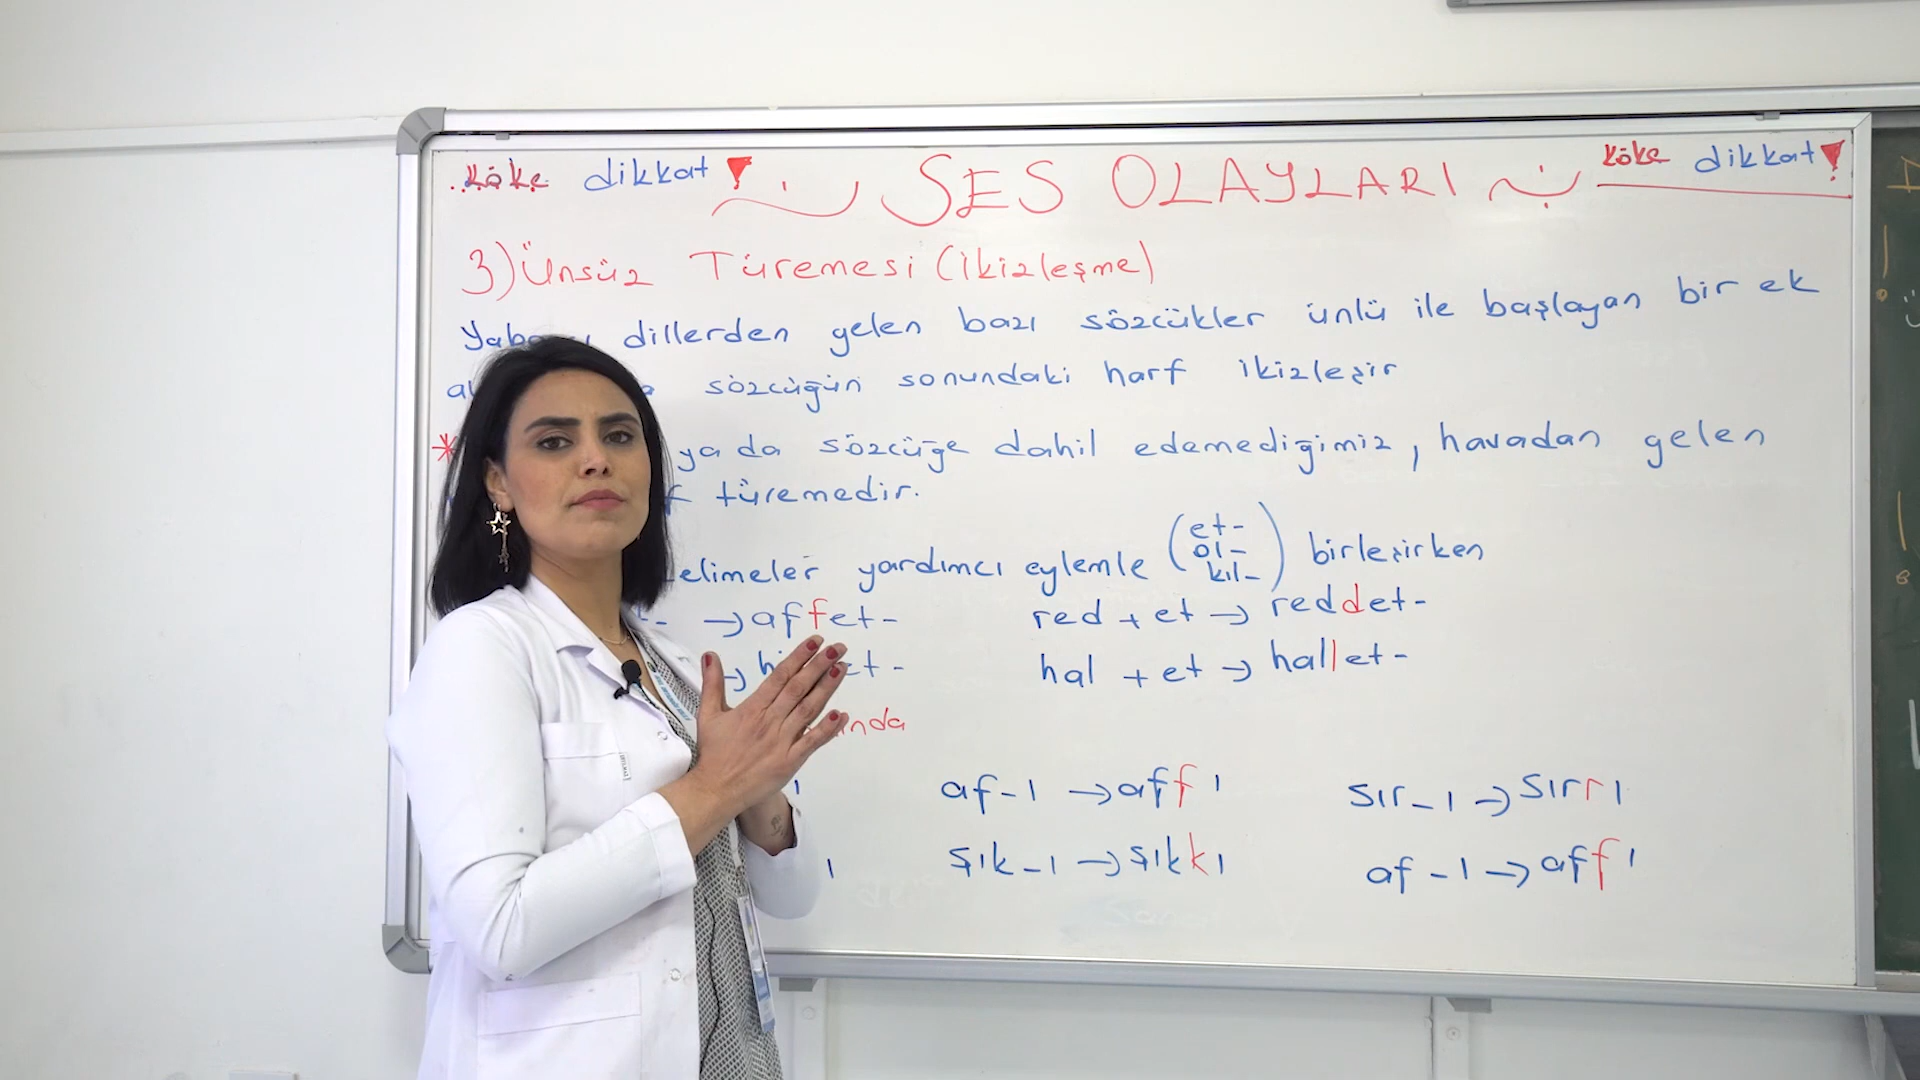 köke dikkat ! SES OLAYLARI köke dikkat !
3) Ünsüz Türemesi (ikizleşme)
dillerden gelen bazı sözcükler ünlü ile başlayan bir ek
sözcüğün sonundaki harf ikizleşir
* ya da sözcüğe dahil edemediğimiz, havadan gelen
türemedir.
elimeler yardımcı eylemle (et- ol- kıl-) birleşirken
→ affet- red + et → reddet-
→ et- hal + et → hallet-
ında
ı af - ı → affı sır - ı → sırrı
ı şık - ı → şıkkı af - ı → affı